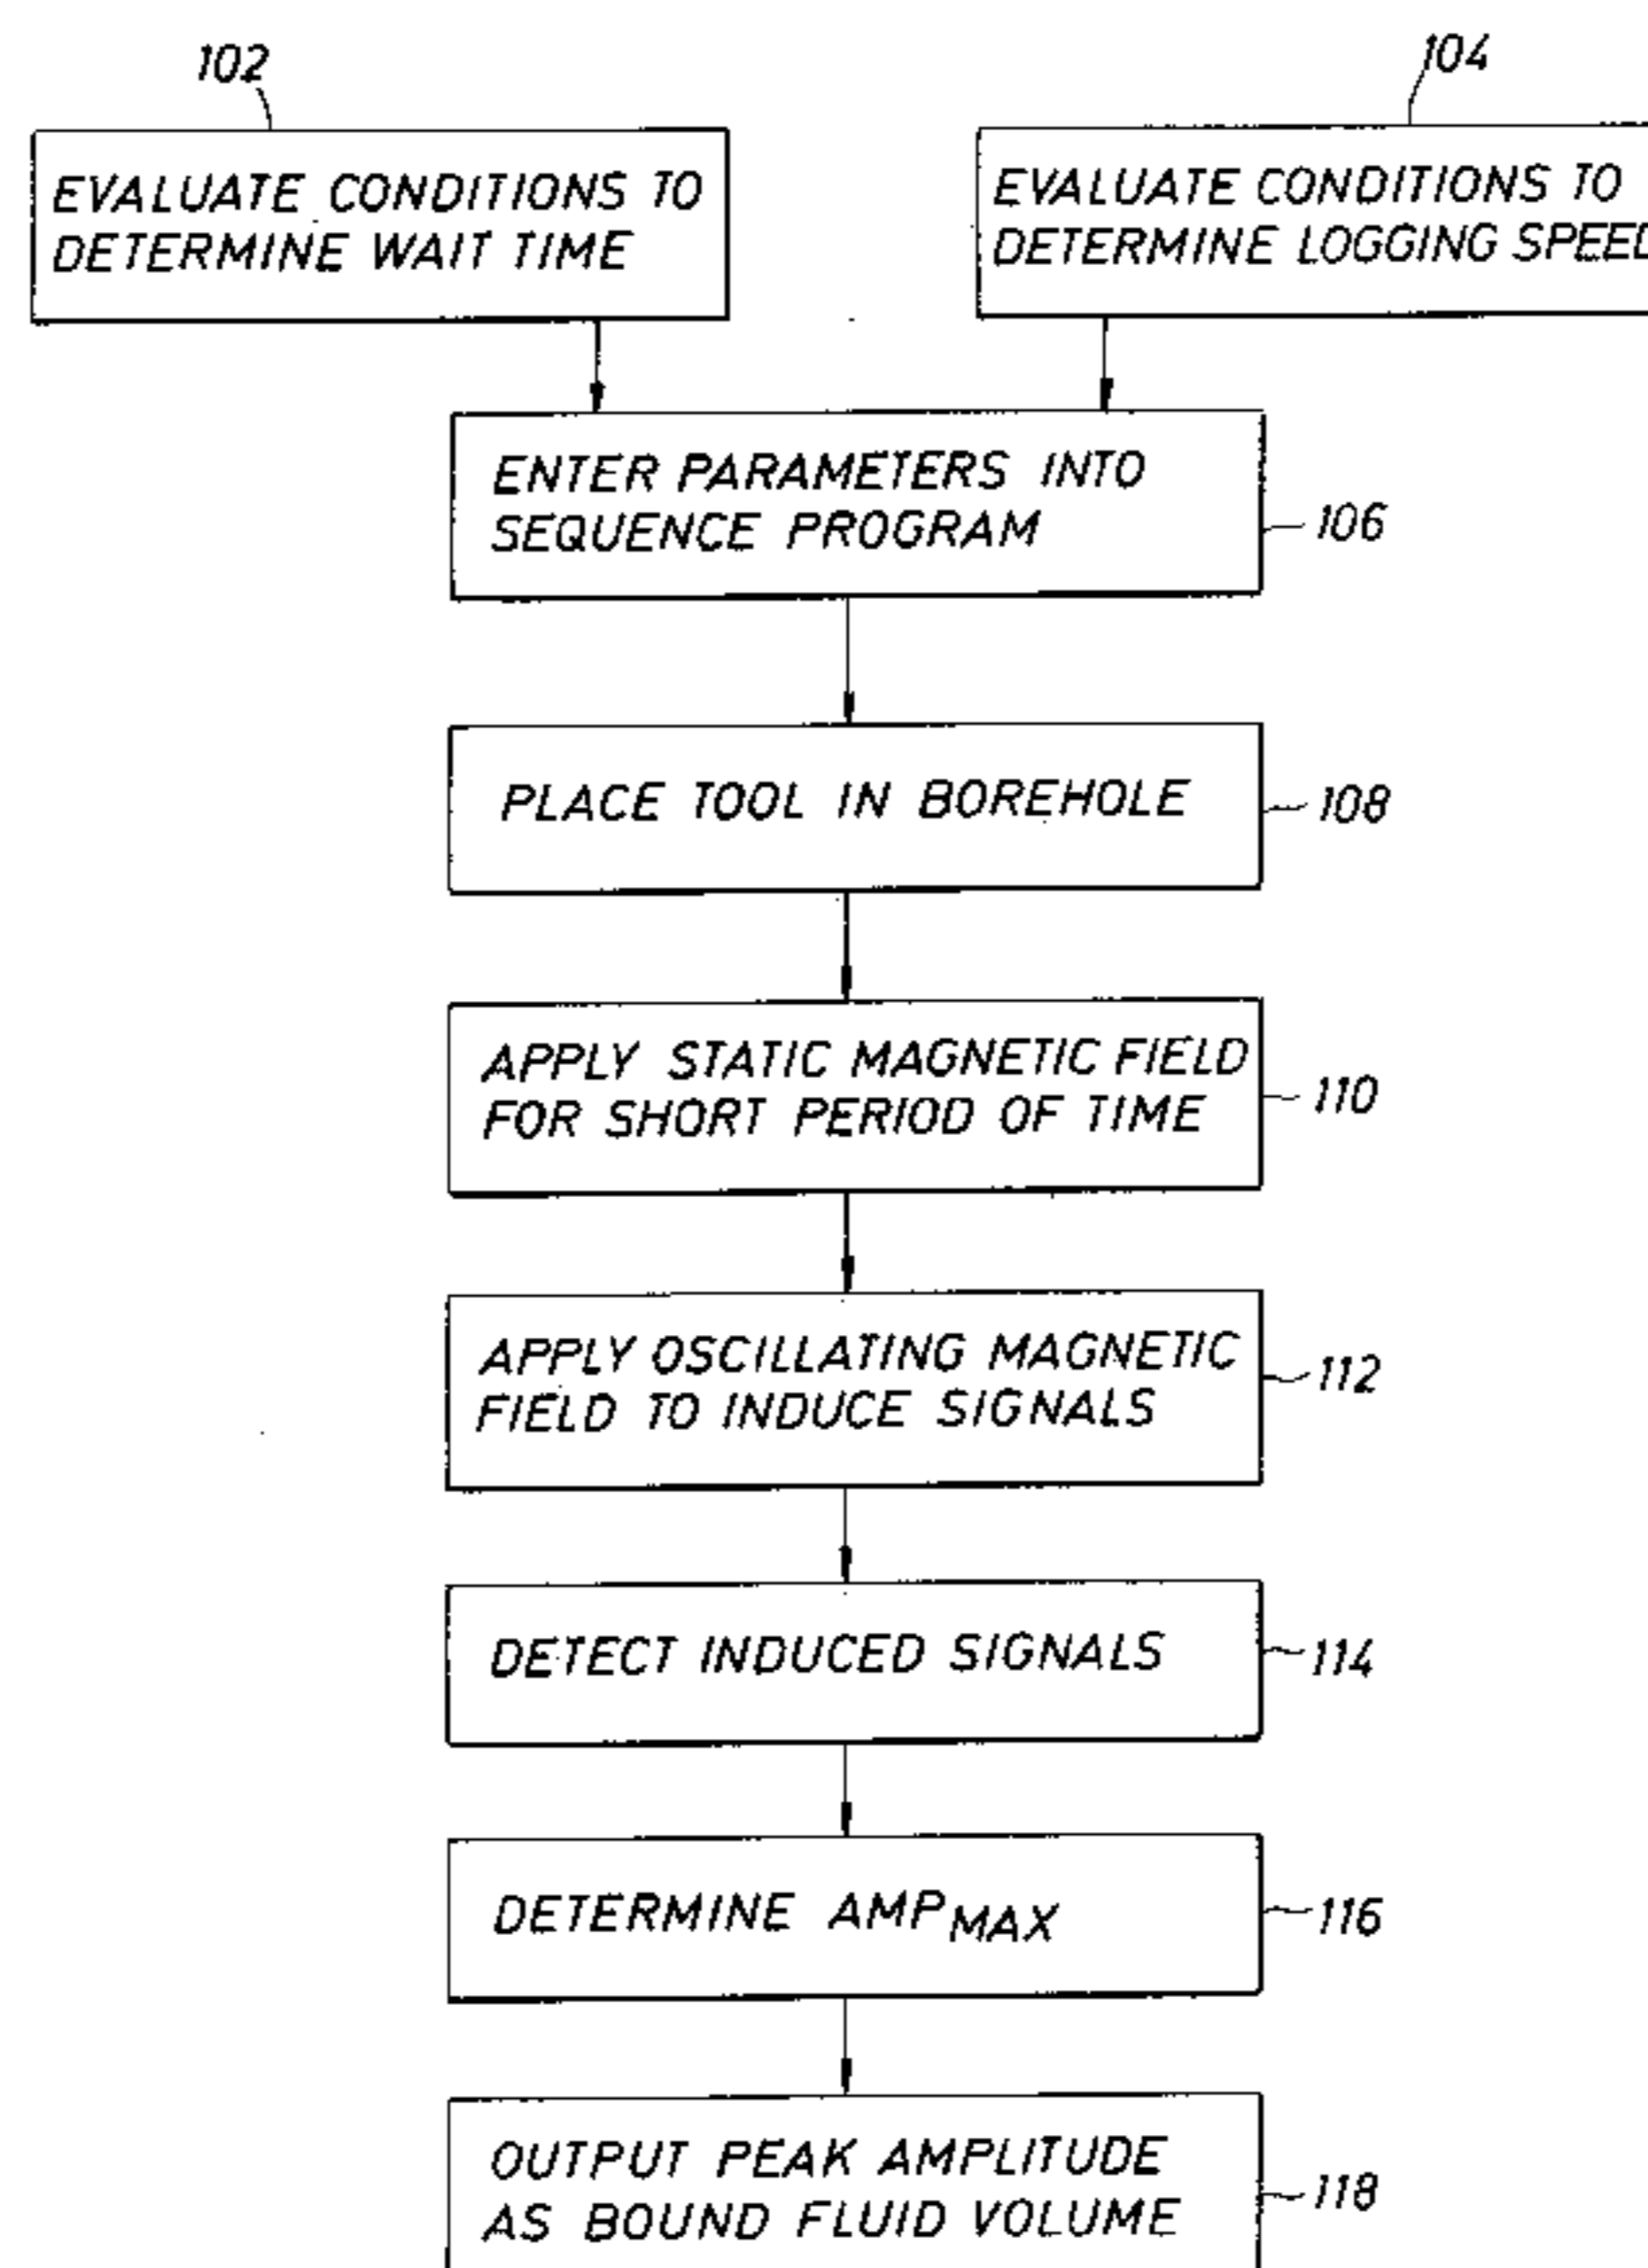 102
104
EVALUATE CONDITIONS TO
DETERMINE WAIT TIME
EVALUATE CONDITIONS TO
DETERMINE LOGGING SPEED
ENTER PARAMETERS INTO
SEQUENCE PROGRAM
106
PLACE TOOL IN BOREHOLE
108
APPLY STATIC MAGNETIC FIELD
FOR SHORT PERIOD OF TIME
110
APPLY OSCILLATING MAGNETIC
FIELD TO INDUCE SIGNALS
112
DETECT INDUCED SIGNALS
114
DETERMINE AMP MAX
116
OUTPUT PEAK AMPLITUDE
AS BOUND FLUID VOLUME
118